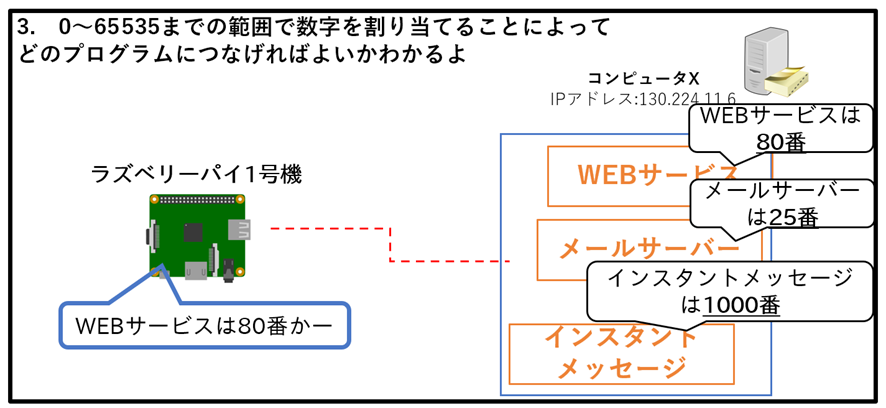 3.　0～65535までの範囲で数字を割り当てることによって
どのプログラムにつなげればよいかわかるよ
コンピュータX
IPアドレス:130.224.11.6
WEBサービスは
80番
WEBサービス
ラズベリーパイ1号機
メールサーバー
は25番
メールサーバー
インスタントメッセージ
は1000番
WEBサービスは80番かー
インスタント
メッセージ